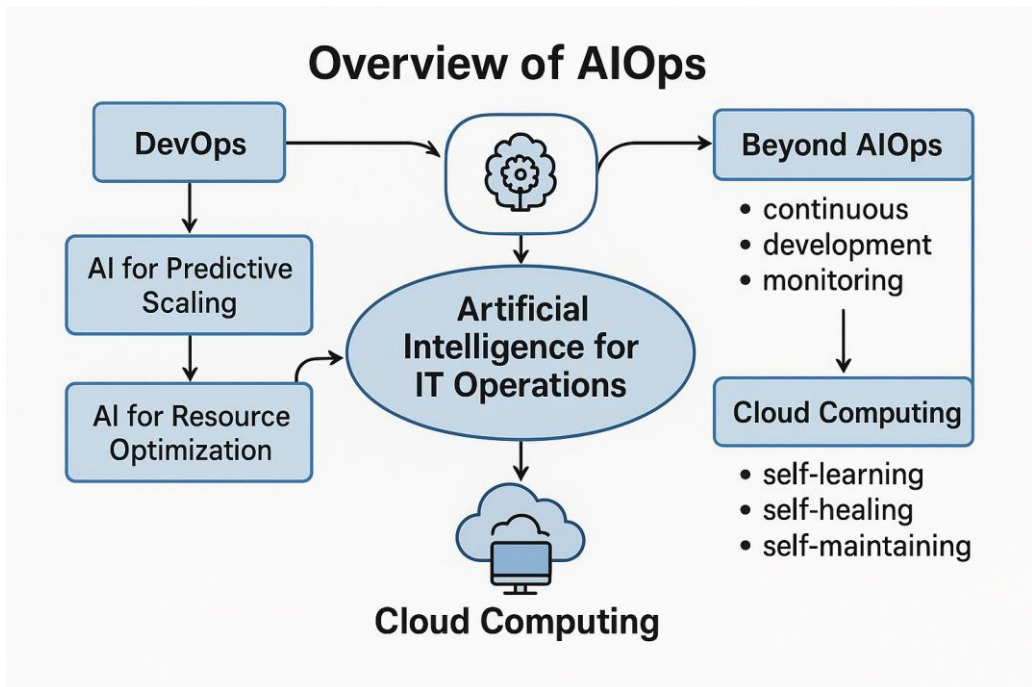 Overview of AIOps
DevOps
AI for Predictive
Scaling
AI for Resource
Optimization
Artificial
Intelligence for
IT Operations
Cloud Computing
Beyond AIOps
• continuous
• development
• monitoring
Cloud Computing
• self-learning
• self-healing
• self-maintaining